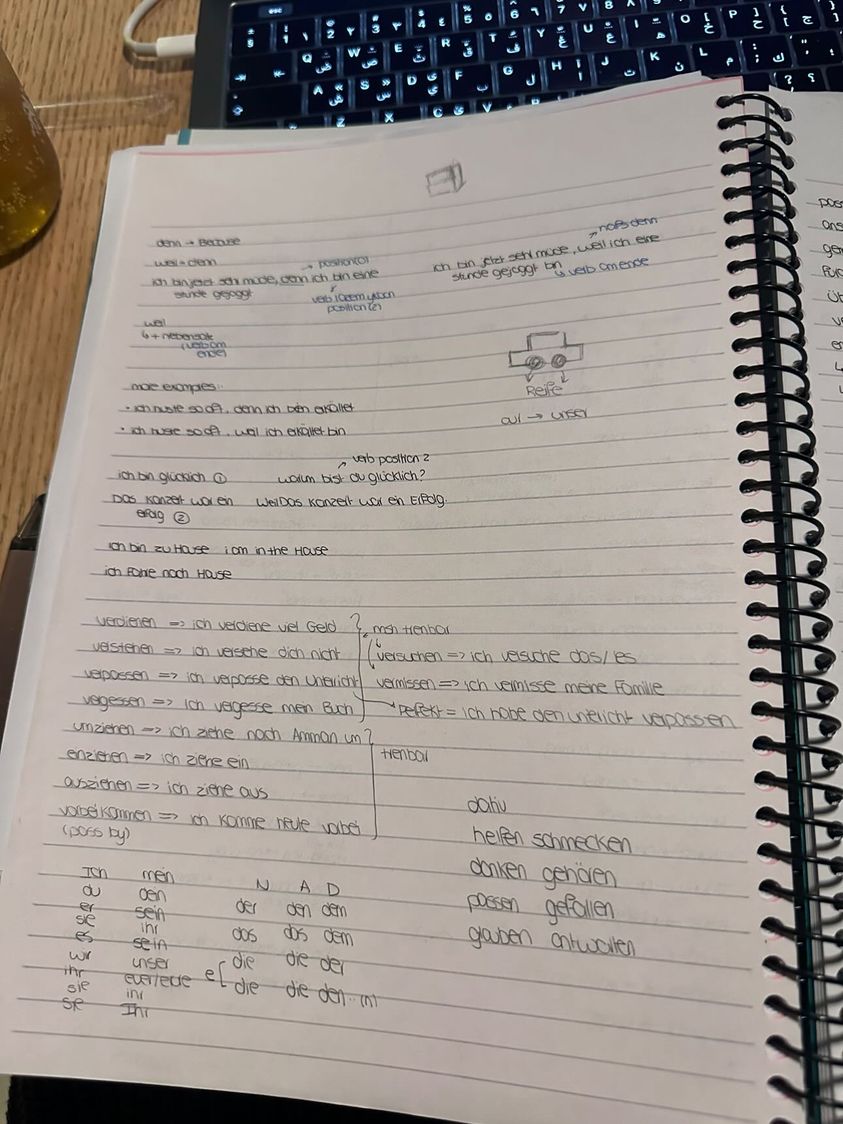 denn → Because
weil = denn
→ position(0)
ich bin jetzt sehr müde, denn ich bin eine
stunde gejoggt
verb
position(2)
→ not denn
ich bin jetzt sehr müde, weil ich eine
stunde gejoggt bin
verb am ende
weil
↳ + nebensatz
(verb am
ende)
more examples:
• ich huste so oft, denn ich bin erkältet
• ich huste so oft, weil ich erkältet bin
Reife
our → unser
verb position 2
ich bin glücklich ①
warum bist du glücklich?
Das Konzert war ein
Erfolg ②
weil Das Konzert war ein Erfolg.
ich bin zu Hause i am in the House
ich fahre nach Hause
verdienen => ich verdiene viel Geld
verstehen => ich versehe dich nicht
verpassen => ich verpasse den Unterricht
vergessen => ich vergesse mein Buch
trenbar
versuchen => ich versuche das/es
vermissen => ich vermisse meine Familie
Perfekt = ich habe den unterricht verpassen
umziehen => ich ziehe nach Amman um
einziehen => ich ziehe ein
ausziehen => ich ziehe aus
vorbeikommen => ich komme heute vorbei
(pass by)
trenbar
dativ
helfen schmecken
danken gehören
passen gefallen
glauben antworten
Ich mein
du dein
er sein
sie ihr
es sein
wir unser
ihr euer/eure
sie ihr
sie Ihr
N A D
der den dem
das das dem
die die der
die die den..(n)
esc
Q W E R T Y U I O P
A S D F G H J K L
Z X C V B